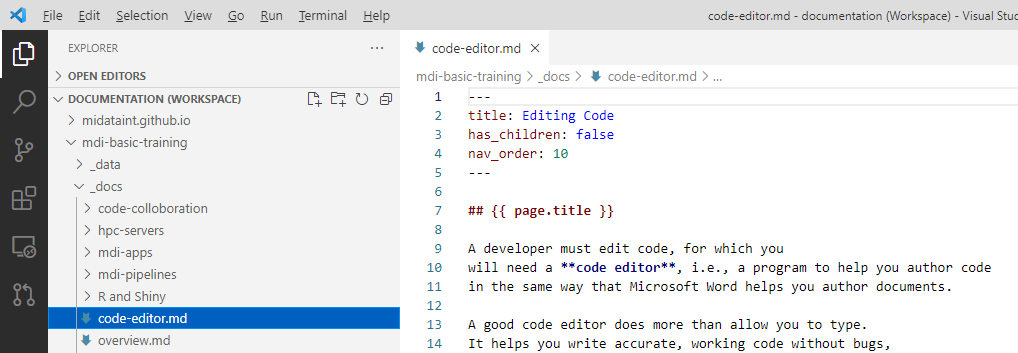 File Edit Selection View Go Run Terminal Help code-editor.md - documentation (Workspace) - Visual Stu
EXPLORER ...
OPEN EDITORS
DOCUMENTATION (WORKSPACE)
midataint.github.io
mdi-basic-training
_data
_docs
code-colloboration
hpc-servers
mdi-apps
mdi-pipelines
R and Shiny
code-editor.md
overview.md
code-editor.md ×
mdi-basic-training > _docs > code-editor.md > ...
1 ---
2 title: Editing Code
3 has_children: false
4 nav_order: 10
5 ---
6
7 ## {{ page.title }}
8
9 A developer must edit code, for which you
10 will need a **code editor**, i.e., a program to help you author code
11 in the same way that Microsoft Word helps you author documents.
12
13 A good code editor does more than allow you to type.
14 It helps you write accurate, working code without bugs,